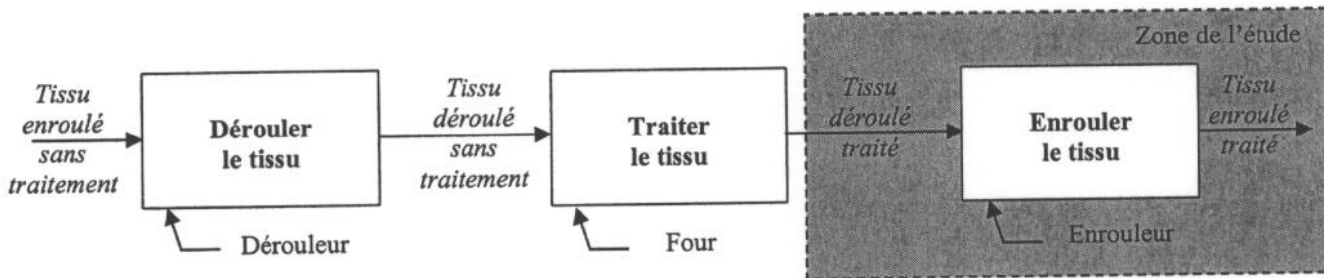 Zone de l'étude
Tissu
enroulé
sans
traitement
Dérouler
le tissu
Dérouleur
Tissu
déroulé
sans
traitement
Traiter
le tissu
Four
Tissu
déroulé
traité
Enrouler
le tissu
Enrouleur
Tissu
enroulé
traité